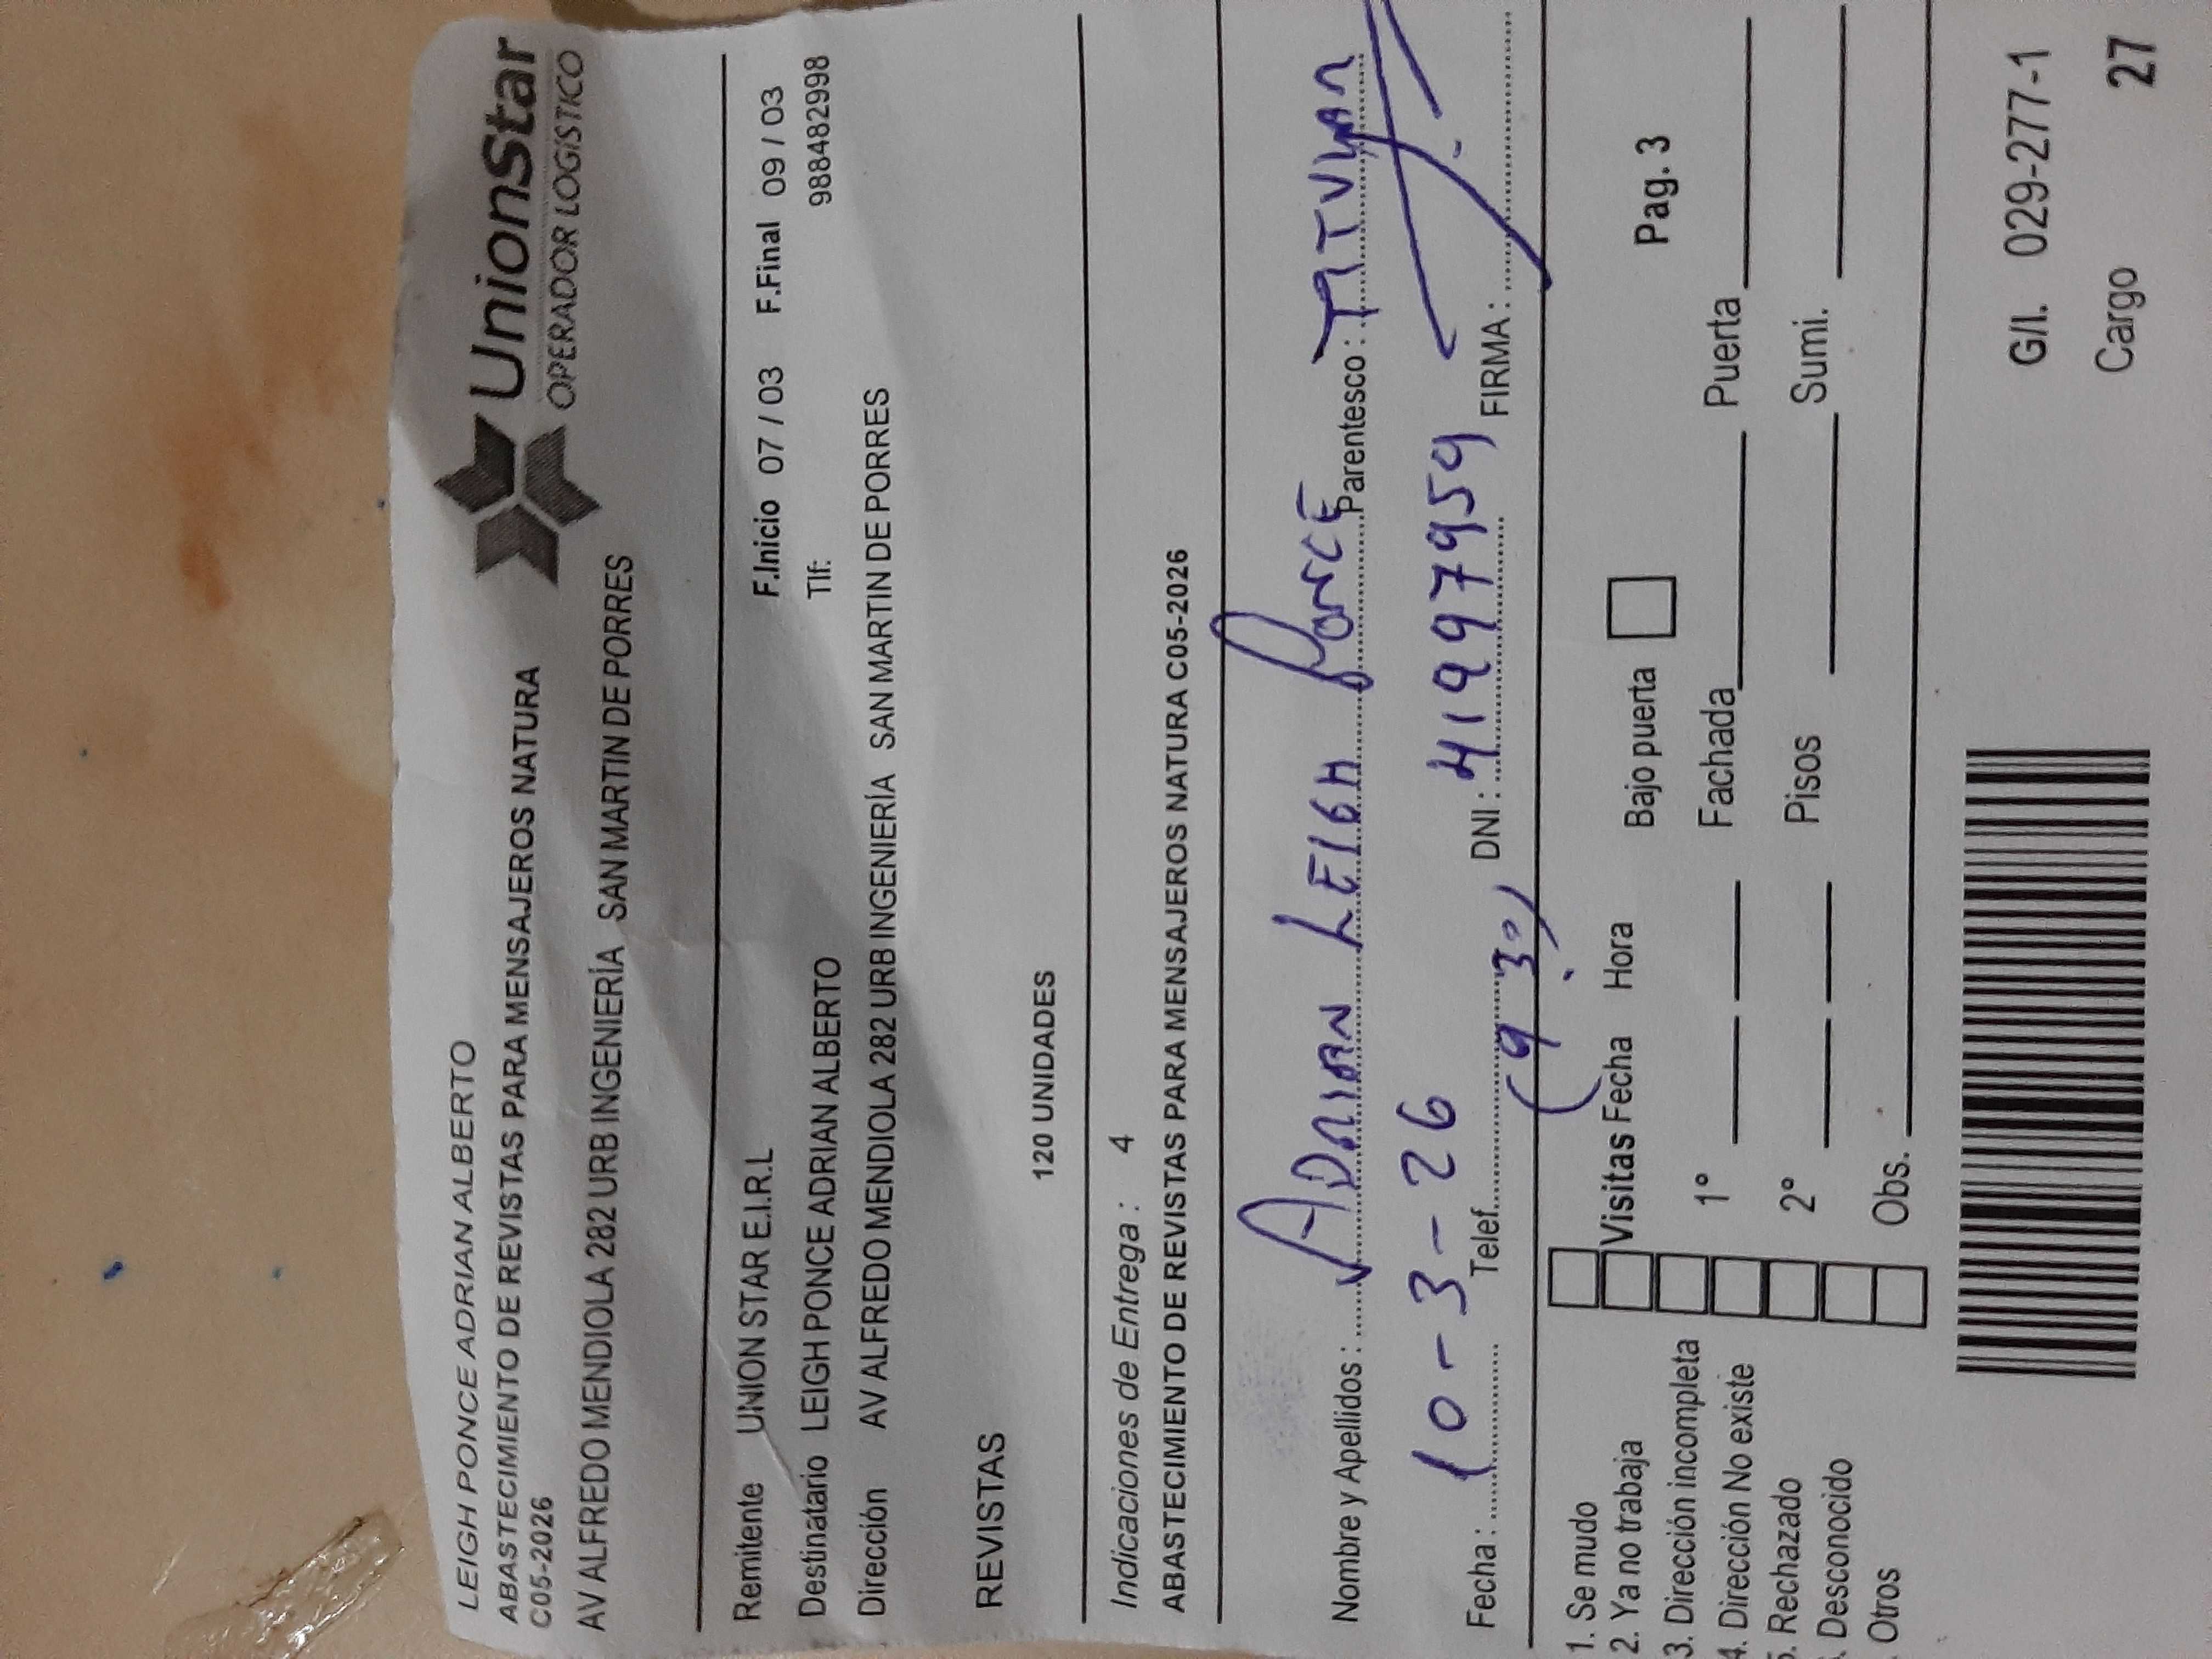 LEIGH PONCE ADRIAN ALBERTO
UnionStar
OPERADOR LOGISTICO
ABASTECIMIENTO DE REVISTAS PARA MENSAJEROS NATURA
C05-2026
AV ALFREDO MENDIOLA 282 URB INGENIERÍA SAN MARTIN DE PORRES
Remitente UNION STAR E.I.R.L F.Inicio 07 / 03 F.Final 09 / 03
Destinatario LEIGH PONCE ADRIAN ALBERTO Tlf: 988482998
Dirección AV ALFREDO MENDIOLA 282 URB INGENIERÍA SAN MARTIN DE PORRES
REVISTAS
120 UNIDADES
Indicaciones de Entrega : 4
ABASTECIMIENTO DE REVISTAS PARA MENSAJEROS NATURA C05-2026
Nombre y Apellidos : ADRIAN LEIGH PONCE Parentesco : TITULAR
Fecha : 10-3-26 Telef. DNI : 41997959 FIRMA :
(9:30)
1. Se mudo
2. Ya no trabaja Visitas Fecha Hora Bajo puerta Pag. 3
3. Dirección incompleta
4. Dirección No existe 1° Fachada Puerta
5. Rechazado
. Desconocido 2° Pisos Sumi.
. Otros Obs.
G/I. 029-277-1
Cargo 27